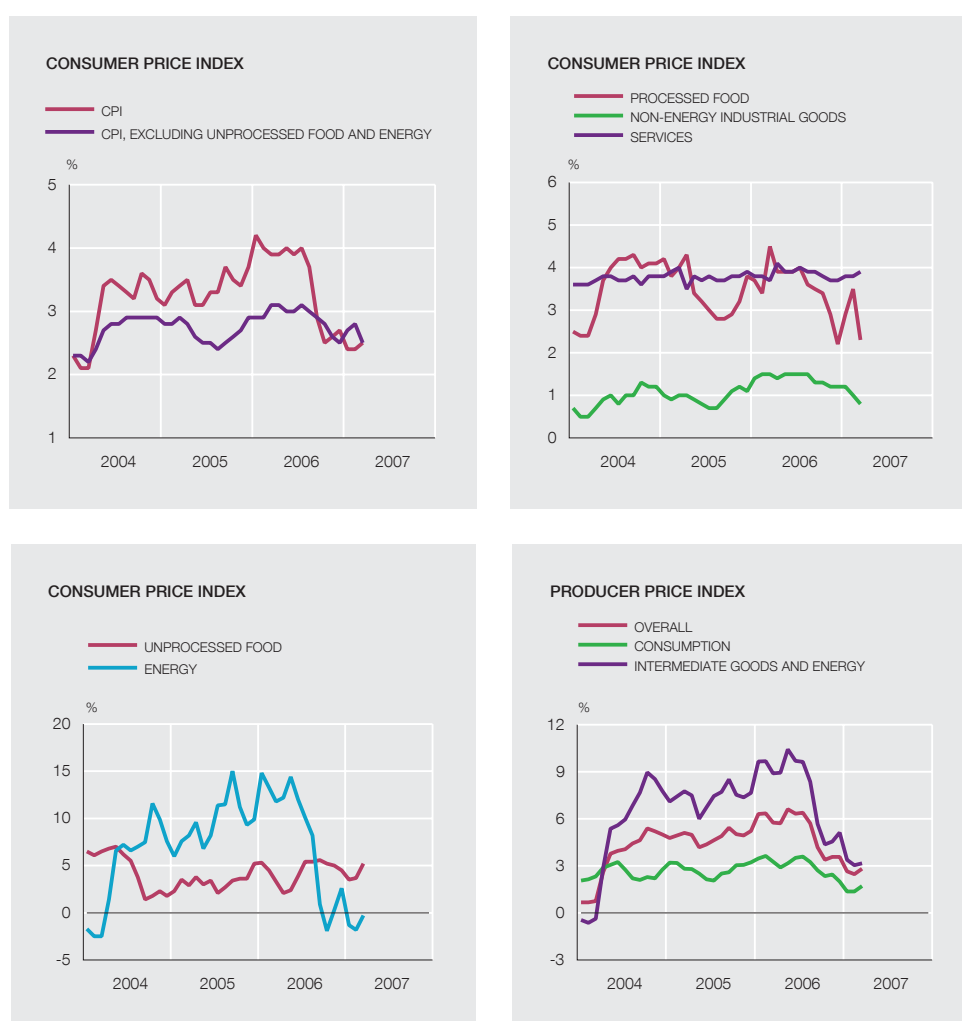 CONSUMER PRICE INDEX
CPI
CPI, EXCLUDING UNPROCESSED FOOD AND ENERGY
%
5
4
3
2
1
2004 2005 2006 2007
CONSUMER PRICE INDEX
PROCESSED FOOD
NON-ENERGY INDUSTRIAL GOODS
SERVICES
%
6
5
4
3
2
1
0
2004 2005 2006 2007
CONSUMER PRICE INDEX
UNPROCESSED FOOD
ENERGY
%
20
15
10
5
0
-5
2004 2005 2006 2007
PRODUCER PRICE INDEX
OVERALL
CONSUMPTION
INTERMEDIATE GOODS AND ENERGY
%
12
9
6
3
0
-3
2004 2005 2006 2007